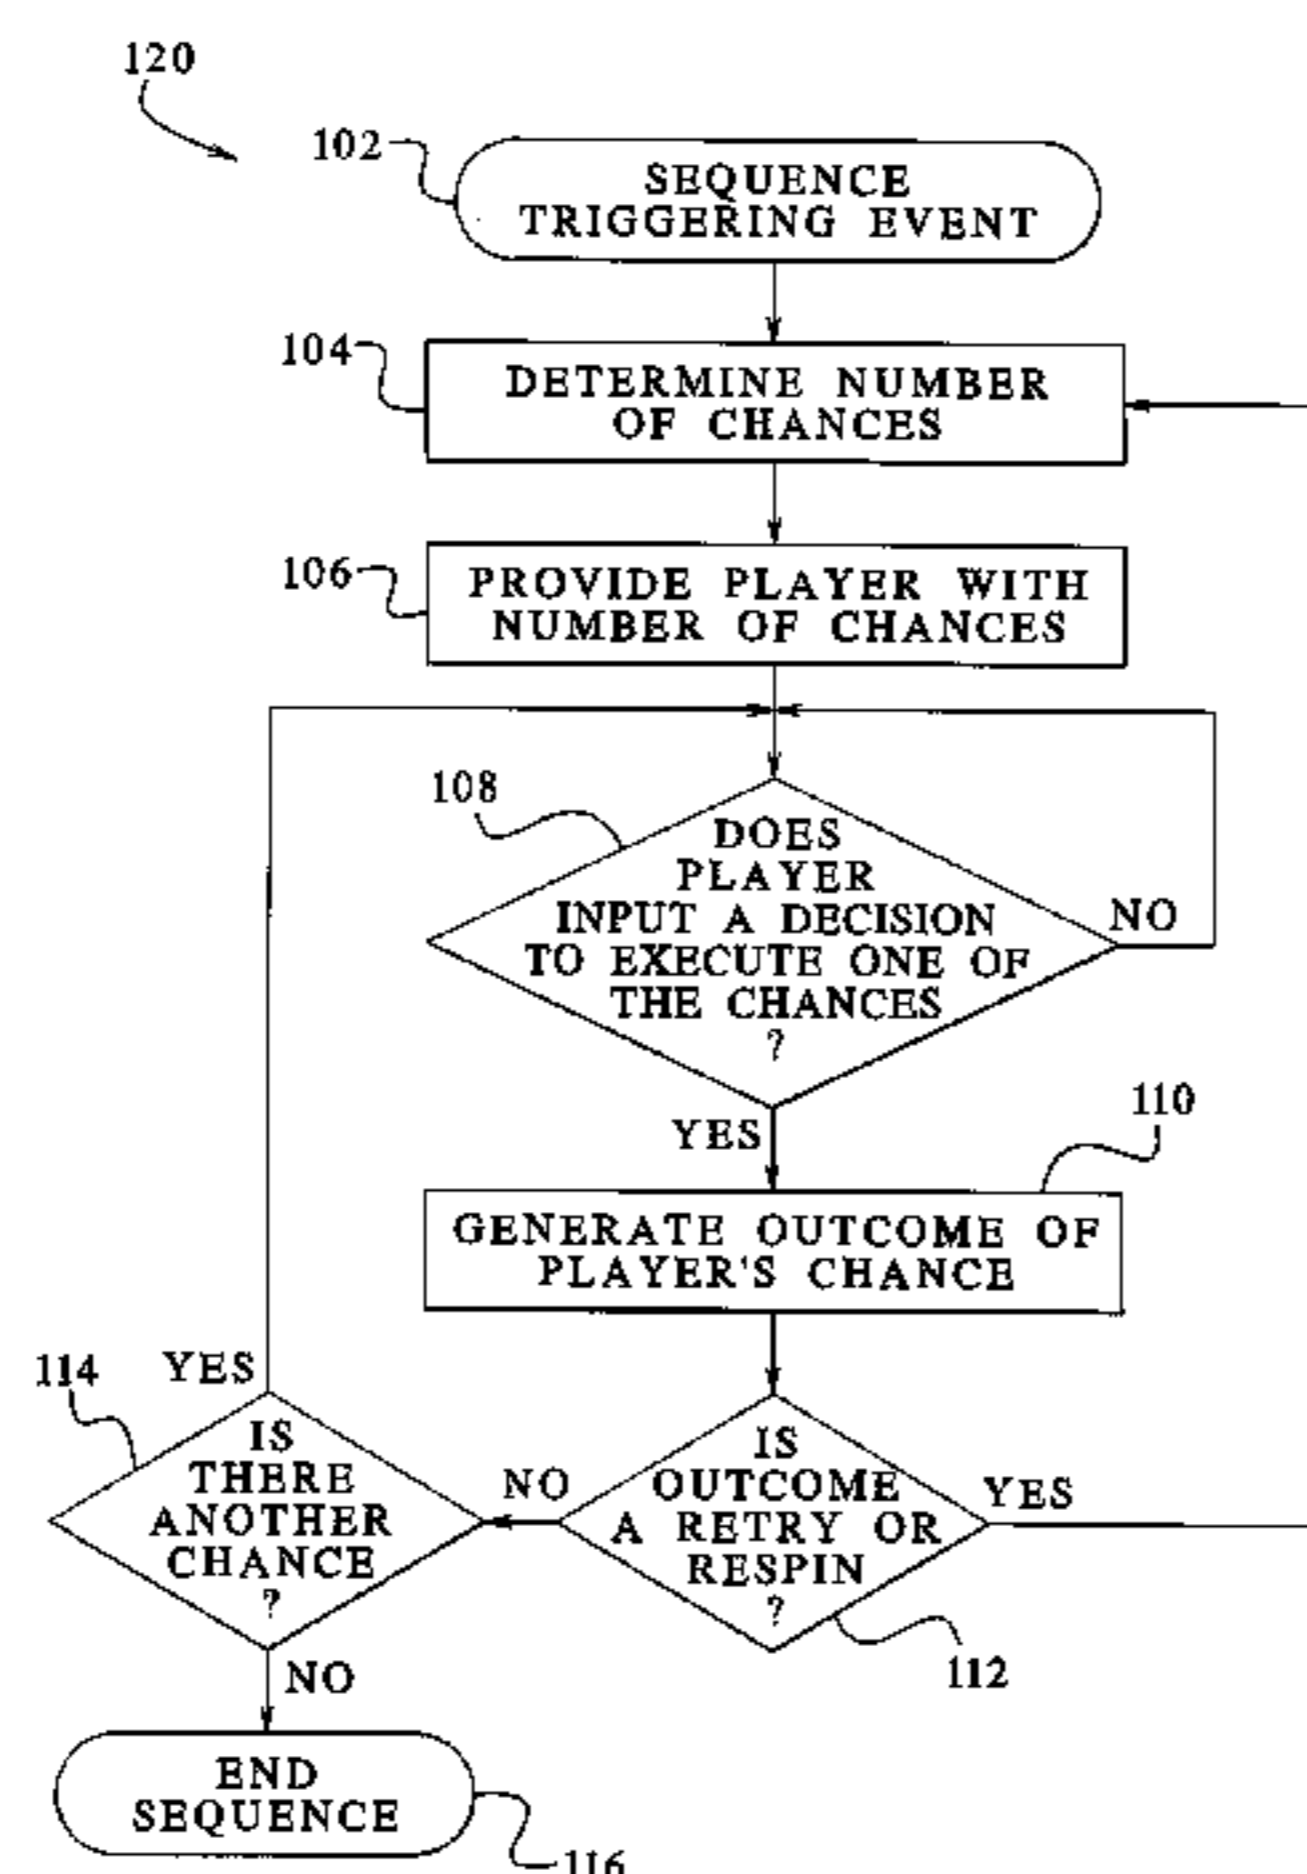 120
102
SEQUENCE
TRIGGERING EVENT
104
DETERMINE NUMBER
OF CHANCES
106
PROVIDE PLAYER WITH
NUMBER OF CHANCES
108
DOES
PLAYER
INPUT A DECISION
TO EXECUTE ONE OF
THE CHANCES
?
NO
YES
110
GENERATE OUTCOME OF
PLAYER'S CHANCE
114
YES
IS
THERE
ANOTHER
CHANCE
?
NO
IS
OUTCOME
A RETRY OR
RESPIN
?
YES
112
NO
END
SEQUENCE
116